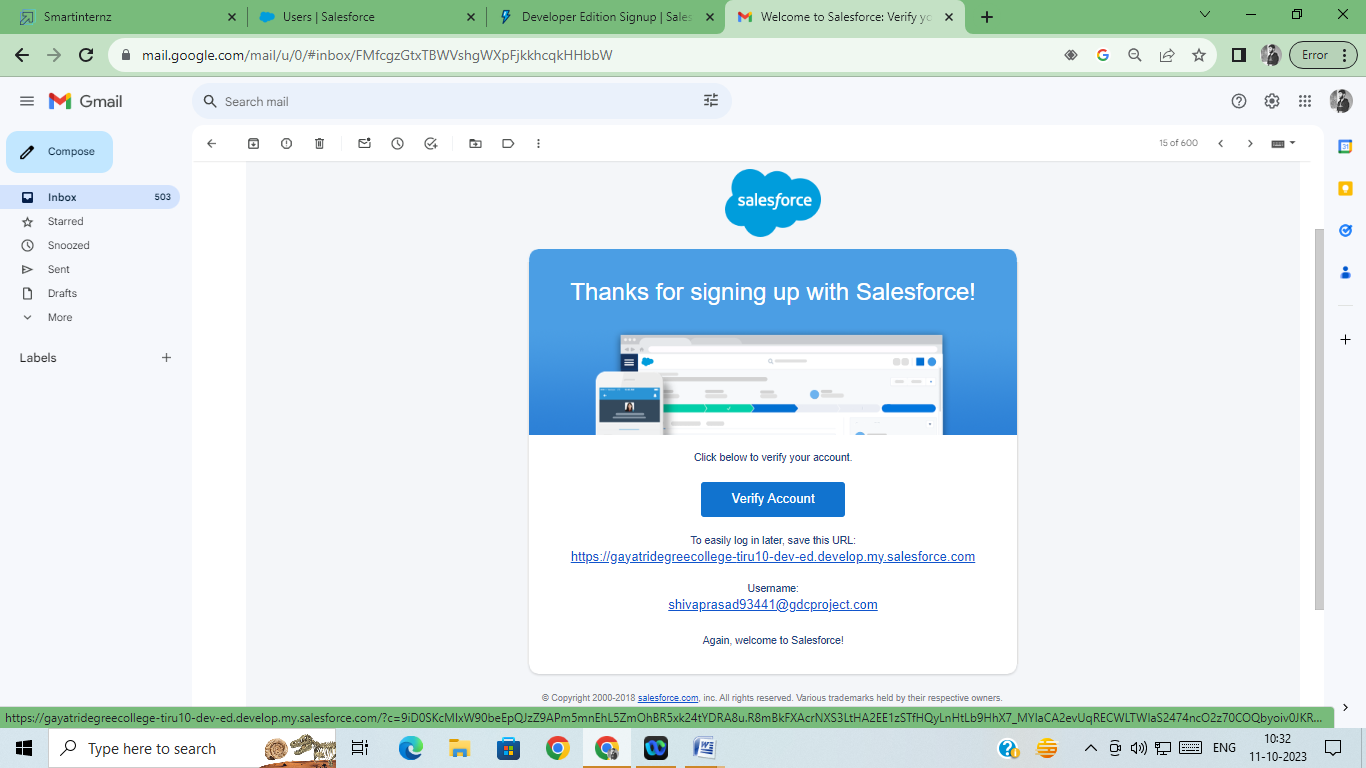 Smartinternz
Users | Salesforce
Developer Edition Signup | Sales
Welcome to Salesforce: Verify yo
mail.google.com/mail/u/0/#inbox/FMfcgzGtxTBWVshgWXpFjkkhcqkHHbbW
Error
Gmail
Search mail
Compose
15 of 600
Inbox 503
Starred
Snoozed
Sent
Drafts
More
Labels
salesforce
Thanks for signing up with Salesforce!
Click below to verify your account.
Verify Account
To easily log in later, save this URL:
https://gayatridegreecollege-tiru10-dev-ed.develop.my.salesforce.com
Username:
shivaprasad93441@gdcproject.com
Again, welcome to Salesforce!
© Copyright 2000-2018 salesforce.com, inc. All rights reserved. Various trademarks held by their respective owners.
https://gayatridegreecollege-tiru10-dev-ed.develop.my.salesforce.com/?c=9iD0SKcMIxW90beEpQJzZ9APm5mnEhL5ZmOhBR5xk24tYDRA8u.R8mBkFXAcrNXS3LtHA2EE1zSTfHQyLnHtLb9HhX7_MYlaCA2evUqRECWLTWlaS2474ncO2z70COQbyoiv0JKR...
Type here to search
ENG
10:32
11-10-2023